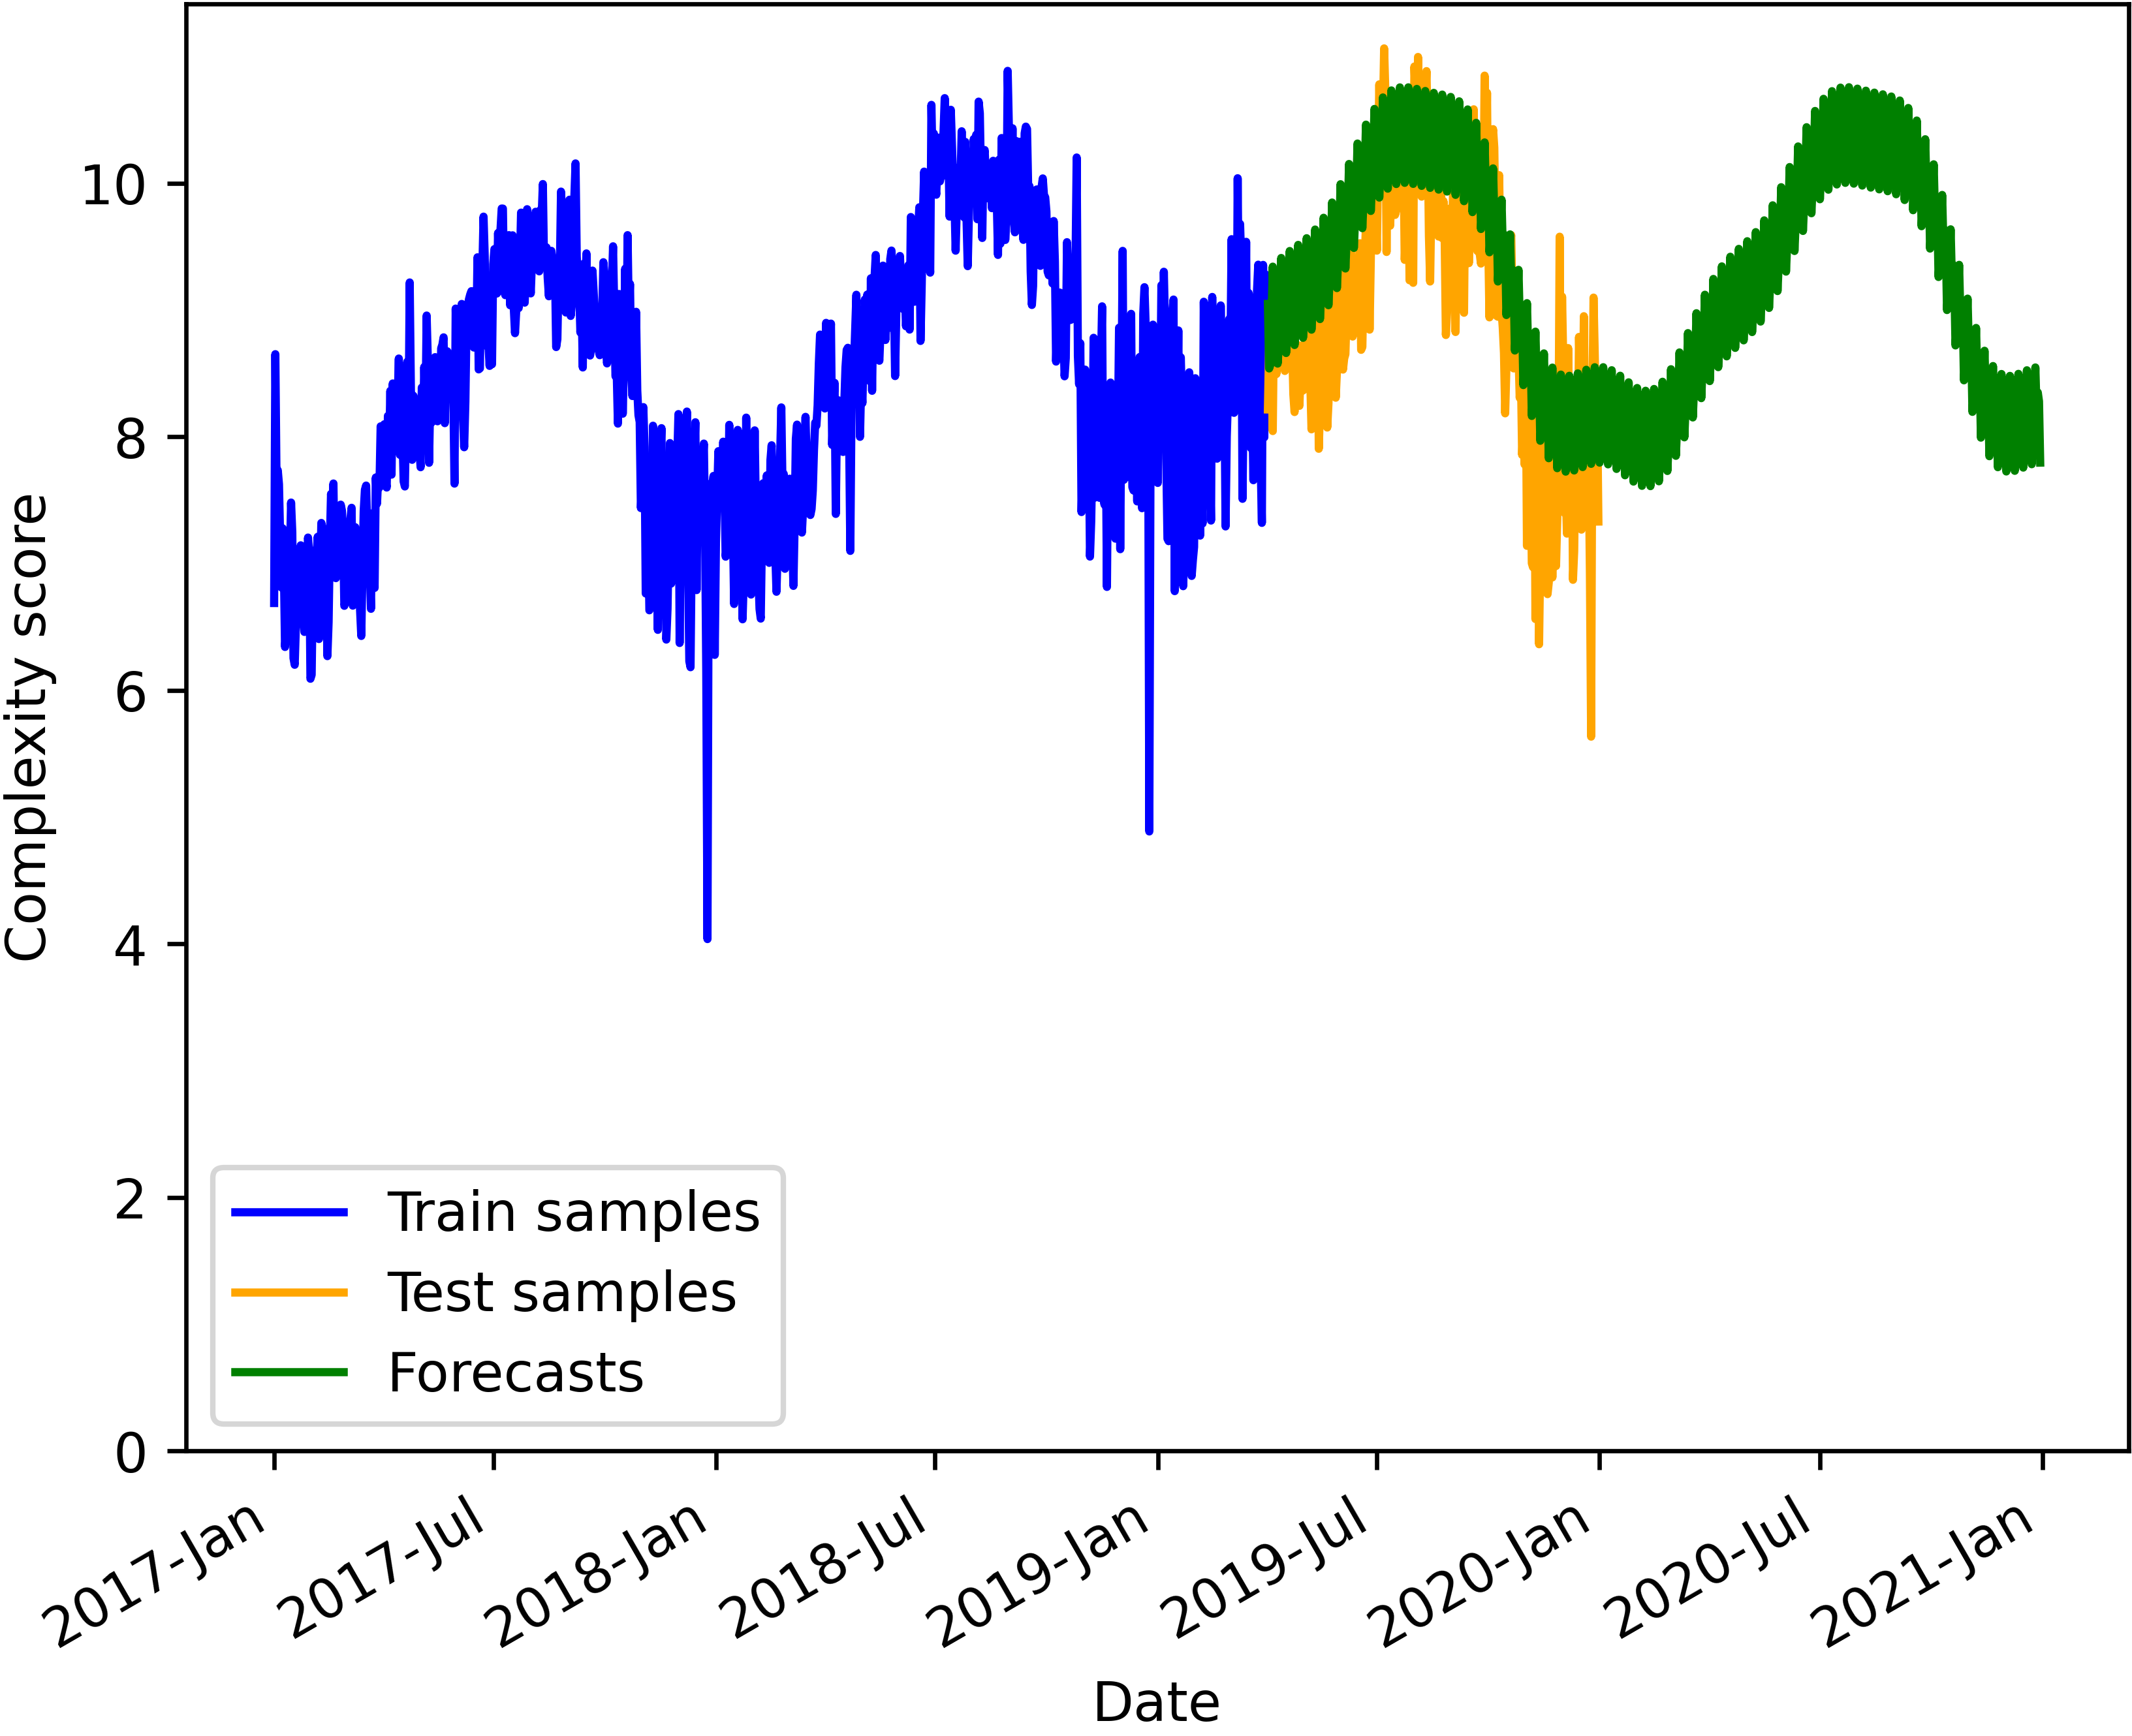 Complexity score
10
8
6
4
2
0
Train samples
Test samples
Forecasts
2017-Jan
2017-Jul
2018-Jan
2018-Jul
2019-Jan
2019-Jul
2020-Jan
2020-Jul
2021-Jan
Date